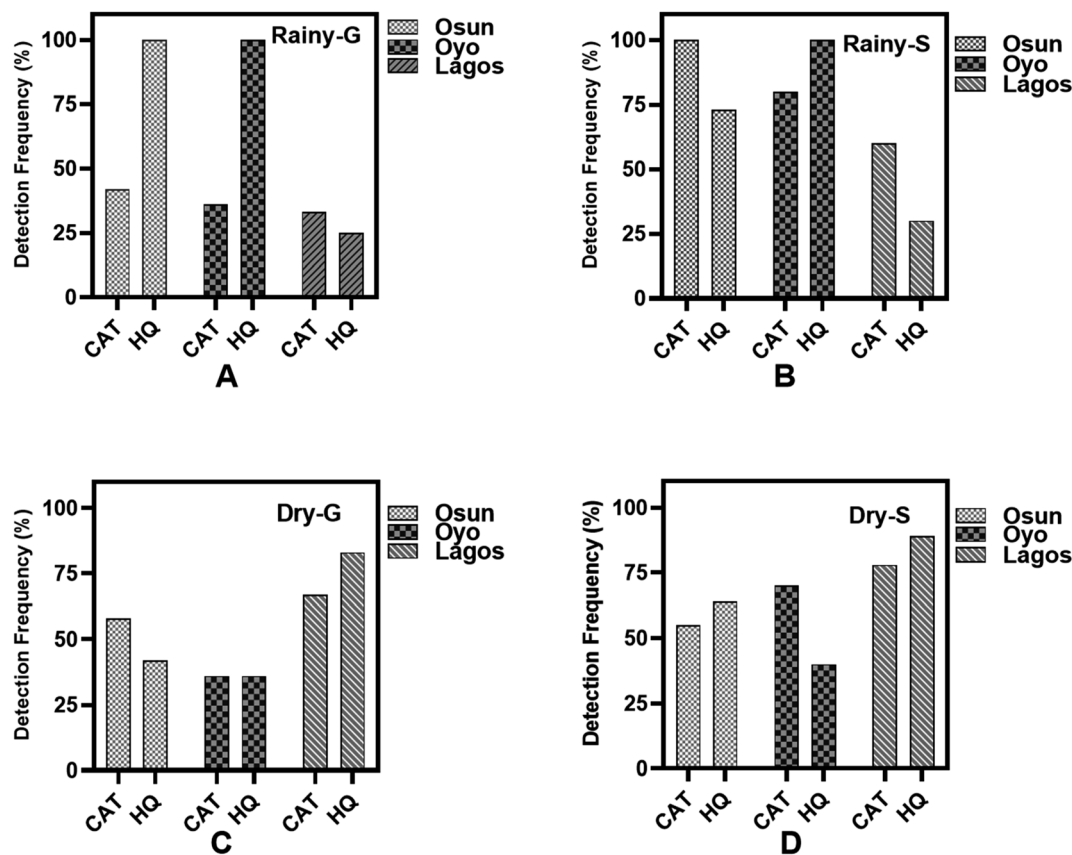 Rainy-G
Osun
Oyo
Lagos
Detection Frequency (%)
100
75
50
25
0
CAT HQ CAT HQ CAT HQ
A
Rainy-S
Osun
Oyo
Lagos
Detection Frequency (%)
100
75
50
25
0
CAT HQ CAT HQ CAT HQ
B
Dry-G
Osun
Oyo
Lagos
Detection Frequency (%)
100
75
50
25
0
CAT HQ CAT HQ CAT HQ
C
Dry-S
Osun
Oyo
Lagos
Detection Frequency (%)
100
75
50
25
0
CAT HQ CAT HQ CAT HQ
D